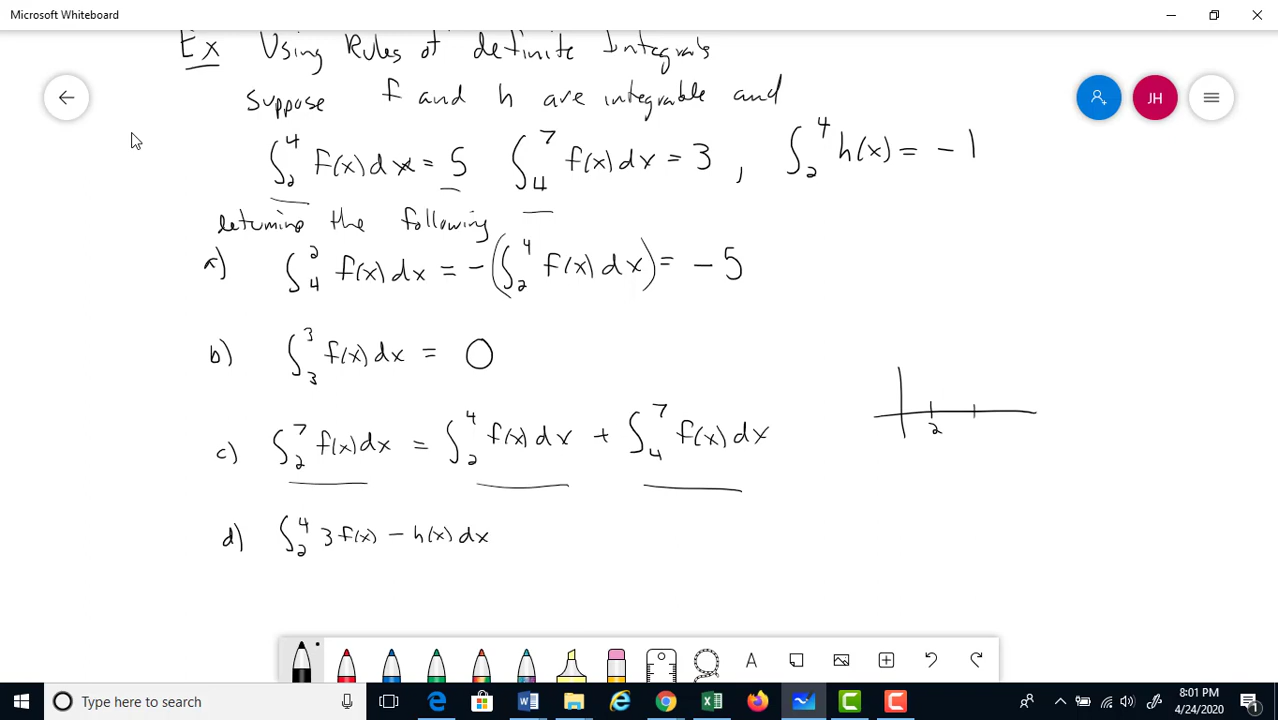 Microsoft Whiteboard
Ex Using Rules of definite Integrals
Suppose f and h are integrable and
JH
∫₂⁴ f(x)dx = 5 ∫₄⁷ f(x)dx = 3 , ∫₂⁴ h(x) = -1
the following
a) ∫₄² f(x)dx = -(∫₂⁴ f(x)dx) = -5
b) ∫₃³ f(x)dx = 0
c) ∫₂⁷ f(x)dx = ∫₂⁴ f(x)dx + ∫₄⁷ f(x)dx
2
d) ∫₂⁴ 3f(x) - h(x)dx
Type here to search
8:01 PM
4/24/2020
1